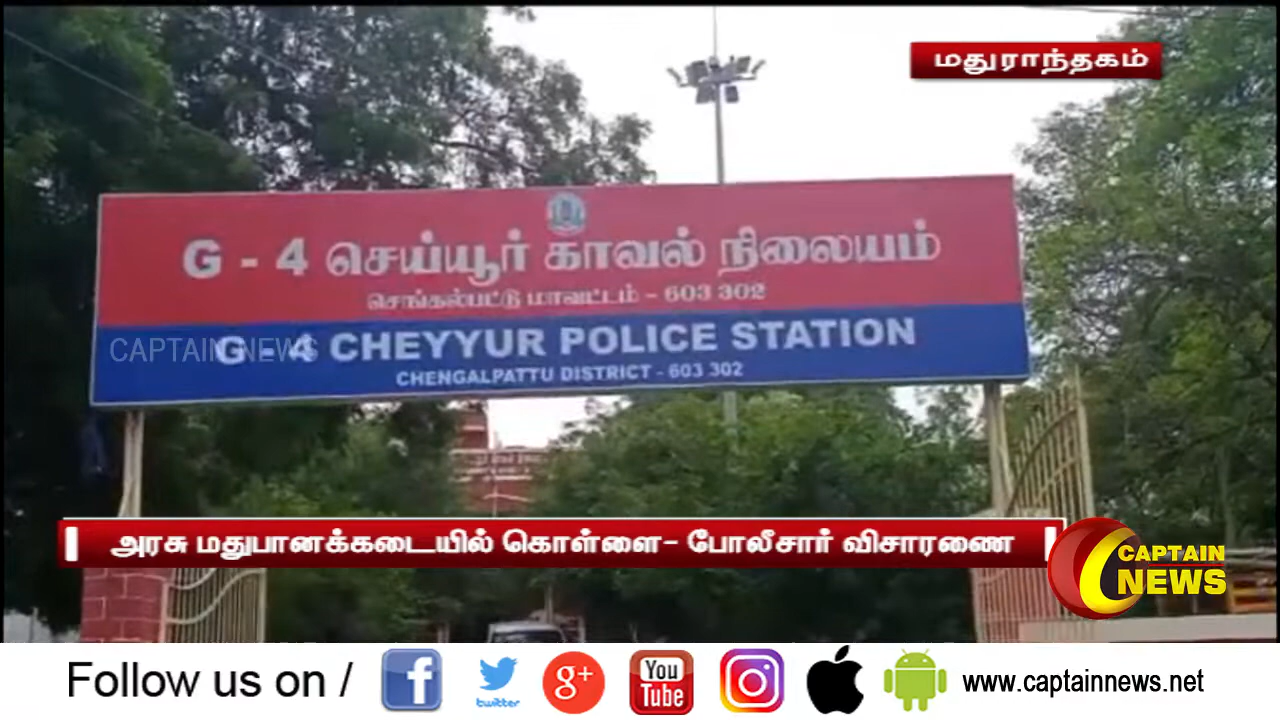 மதுராந்தகம்
G - 4 செய்யூர் காவல் நிலையம்
செங்கல்பட்டு மாவட்டம் - 603 302
G - 4 CHEYYUR POLICE STATION
CAPTAIN NEWS
CHENGALPATTU DISTRICT - 603 302
அரசு மதுபானக்கடையில் கொள்ளை- போலீசார் விசாரணை
CAPTAIN
NEWS
Follow us on / f twitter g+ You Tube www.captainnews.net